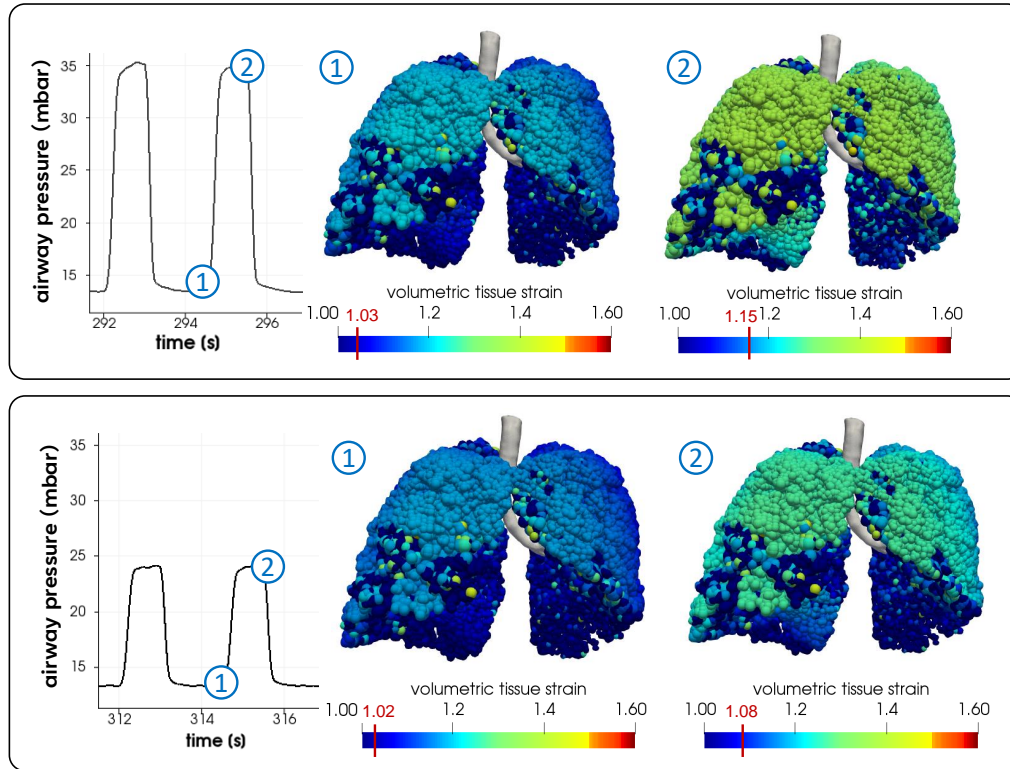 35
30
25
20
15
airway pressure (mbar)
292 294 296
time (s)
1
2
1
2
volumetric tissue strain
1.00 1.03 1.2 1.4 1.60
volumetric tissue strain
1.00 1.15 1.2 1.4 1.60
35
30
25
20
15
airway pressure (mbar)
312 314 316
time (s)
1
2
1
2
volumetric tissue strain
1.00 1.02 1.2 1.4 1.60
volumetric tissue strain
1.00 1.08 1.2 1.4 1.60